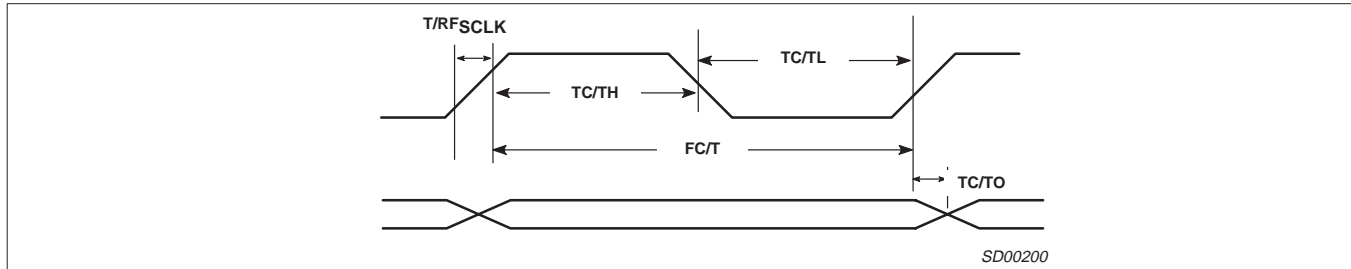 T/RFSCLK
TC/TL
TC/TH
FC/T
TC/TO
SD00200